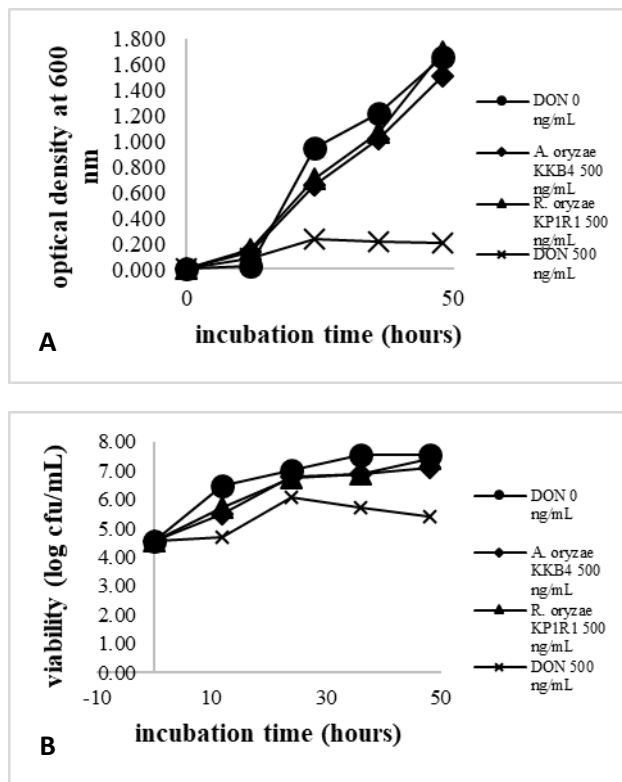 1.800
1.600
1.400
1.200
1.000
0.800
0.600
0.400
0.200
0.000
optical density at 600
nm
0
50
incubation time (hours)
A
DON 0
ng/mL
A. oryzae
KKB4 500
ng/mL
R. oryzae
KP1R1 500
ng/mL
DON 500
ng/mL
8.00
7.00
6.00
5.00
4.00
3.00
2.00
1.00
0.00
viability (log cfu/mL)
-10
10
30
50
incubation time (hours)
B
DON 0
ng/mL
A. oryzae
KKB4 500
ng/mL
R. oryzae
KP1R1 500
ng/mL
DON 500
ng/mL